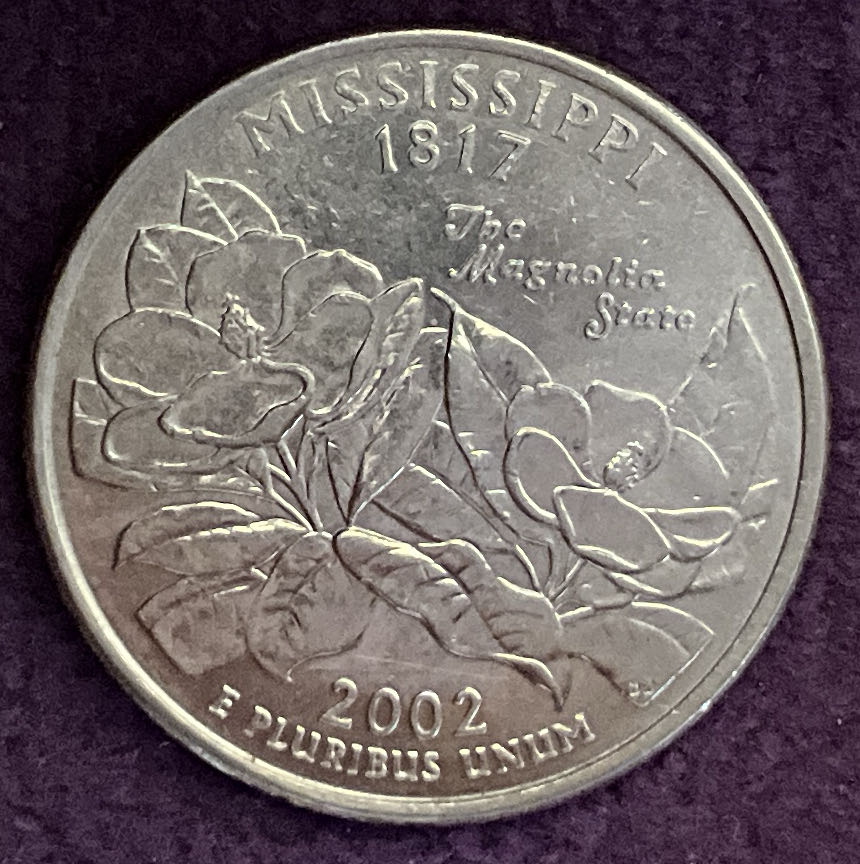 MISSISSIPPI
1817
The
Magnolia
State
2002
E PLURIBUS UNUM